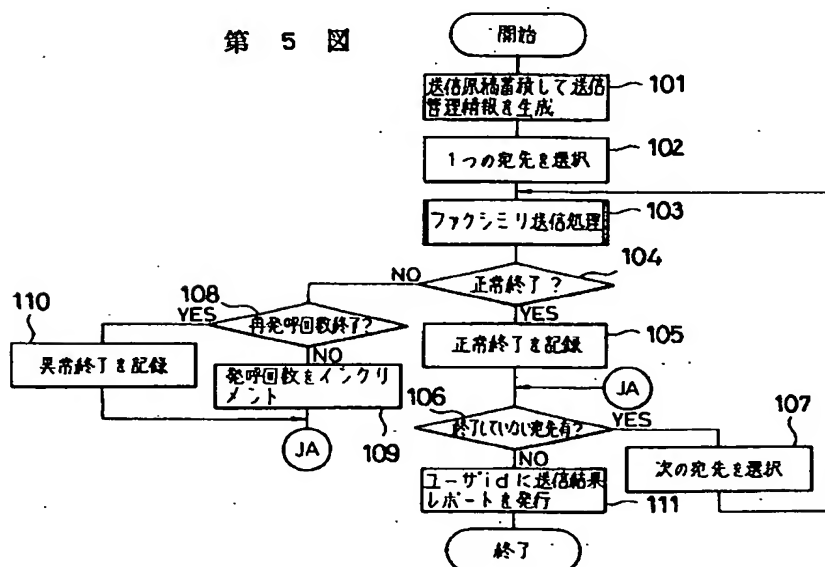 第 5 図
開始
送信原稿蓄積して送信
管理情報を生成
101
1つの宛先を選択
102
ファクシミリ送信処理
103
正常終了?
104
NO
YES
108
再発呼回数終了?
YES
NO
110
異常終了を記録
発呼回数をインクリ
メント
109
JA
正常終了を記録
105
JA
106
終了していない宛先有?
YES
NO
107
次の宛先を選択
ユーザidに送信結果
レポートを発行
111
終了